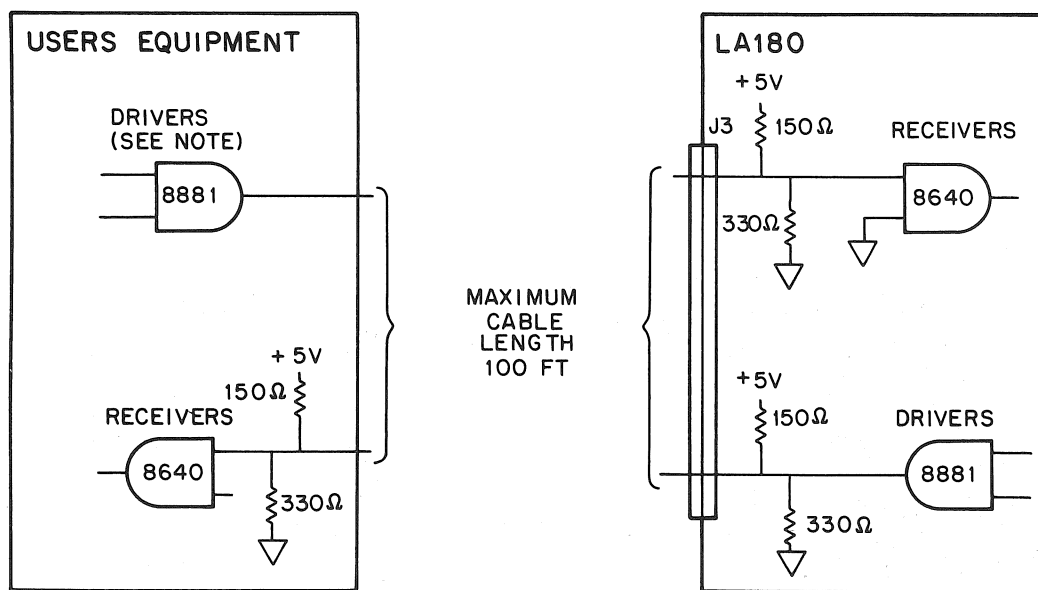 USERS EQUIPMENT
DRIVERS
(SEE NOTE)
8881
+5V
150Ω
RECEIVERS
8640
330Ω
MAXIMUM
CABLE
LENGTH
100 FT
LA180
+5V
J3
150Ω
RECEIVERS
8640
330Ω
+5V
150Ω
DRIVERS
8881
330Ω